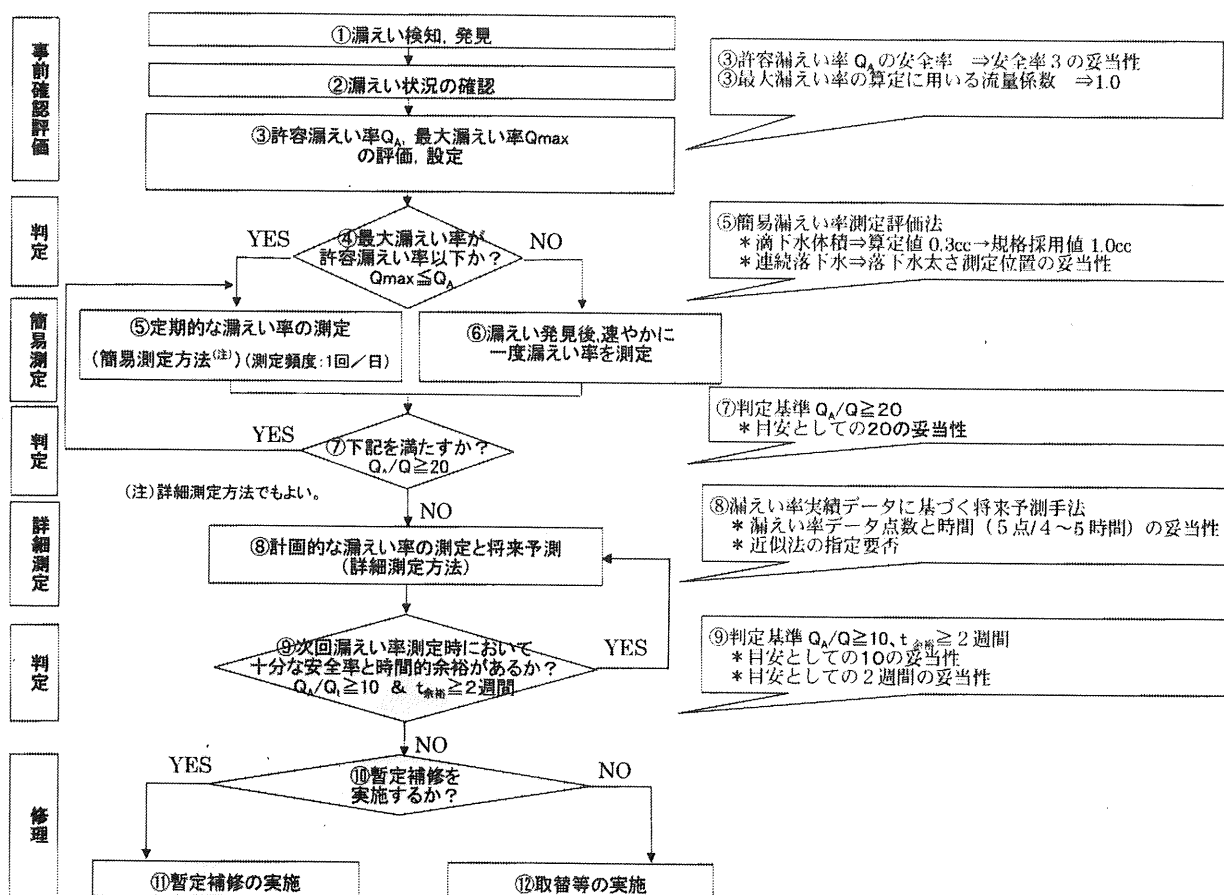 事前確認評価
①漏えい検知，発見
②漏えい状況の確認
③許容漏えい率Q_A，最大漏えい率Qmax
の評価，設定
③許容漏えい率 Q_A の安全率 ⇒安全率３の妥当性
③最大漏えい率の算定に用いる流量係数 ⇒1.0
判定
YES
④最大漏えい率が
許容漏えい率以下か？
Qmax≦Q_A
NO
⑤簡易漏えい率測定評価法
＊滴下水体積⇒算定値 0.3cc→規格採用値 1.0cc
＊連続落下水⇒落下水太さ測定位置の妥当性
簡易測定
⑤定期的な漏えい率の測定
(簡易測定方法(注))(測定頻度：1回／日)
⑥漏えい発見後，速やかに
一度漏えい率を測定
判定
YES
⑦下記を満たすか？
Q_A/Q≧20
NO
⑦判定基準 Q_A/Q≧20
＊目安としての20の妥当性
(注)詳細測定方法でもよい。
詳細測定
⑧計画的な漏えい率の測定と将来予測
(詳細測定方法)
⑧漏えい率実績データに基づく将来予測手法
＊漏えい率データ点数と時間（５点/４～５時間）の妥当性
＊近似法の指定要否
判定
⑨次回漏えい率測定時において
十分な安全率と時間的余裕があるか？
Q_A/Q_t≧10 ＆ t余裕≧２週間
YES
NO
⑨判定基準 Q_A/Q≧10、t余裕≧２週間
＊目安としての10の妥当性
＊目安としての２週間の妥当性
修理
YES
⑩暫定補修を
実施するか？
NO
⑪暫定補修の実施
⑫取替等の実施